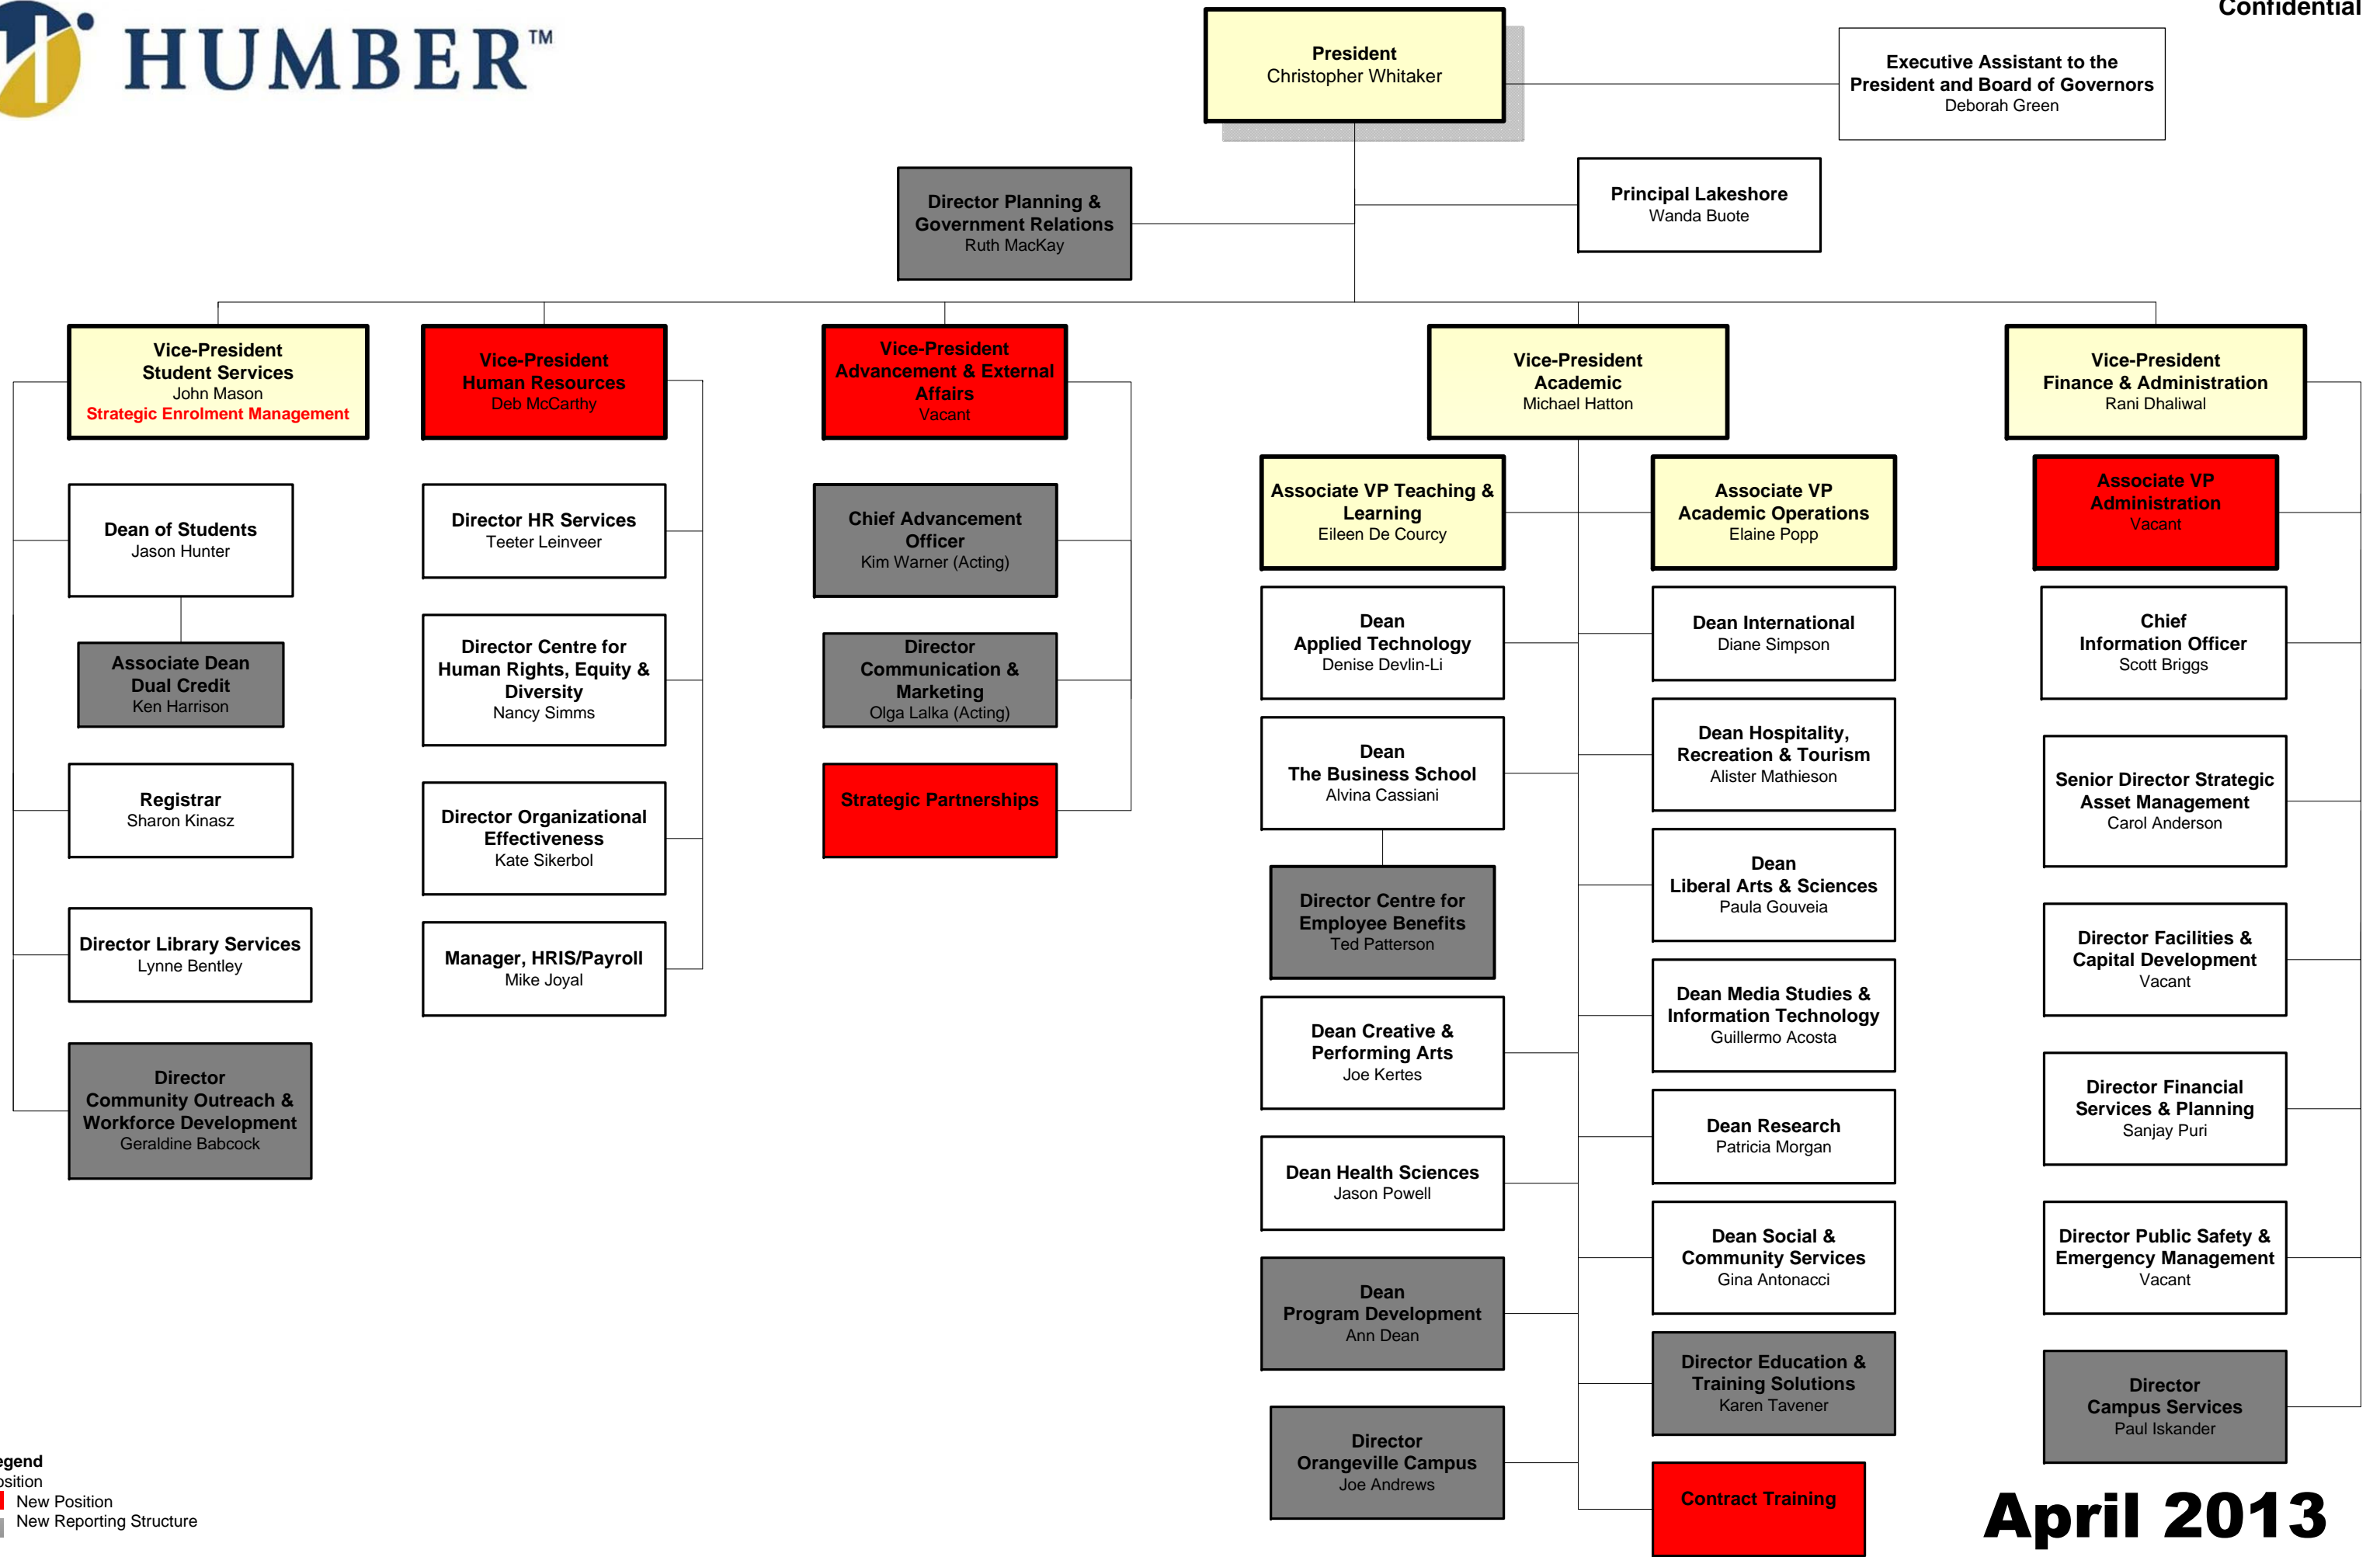 Confidential
HUMBER™
President
Christopher Whitaker
Executive Assistant to the
President and Board of Governors
Deborah Green
Director Planning &
Government Relations
Ruth MacKay
Principal Lakeshore
Wanda Buote
Vice-President
Student Services
John Mason
Strategic Enrolment Management
Dean of Students
Jason Hunter
Associate Dean
Dual Credit
Ken Harrison
Registrar
Sharon Kinasz
Director Library Services
Lynne Bentley
Director
Community Outreach &
Workforce Development
Geraldine Babcock
Vice-President
Human Resources
Deb McCarthy
Director HR Services
Teeter Leinveer
Director Centre for
Human Rights, Equity &
Diversity
Nancy Simms
Director Organizational
Effectiveness
Kate Sikerbol
Manager, HRIS/Payroll
Mike Joyal
Vice-President
Advancement & External
Affairs
Vacant
Chief Advancement
Officer
Kim Warner (Acting)
Director
Communication &
Marketing
Olga Lalka (Acting)
Strategic Partnerships
Vice-President
Academic
Michael Hatton
Associate VP Teaching &
Learning
Eileen De Courcy
Dean
Applied Technology
Denise Devlin-Li
Dean
The Business School
Alvina Cassiani
Director Centre for
Employee Benefits
Ted Patterson
Dean Creative &
Performing Arts
Joe Kertes
Dean Health Sciences
Jason Powell
Dean
Program Development
Ann Dean
Director
Orangeville Campus
Joe Andrews
Associate VP
Academic Operations
Elaine Popp
Dean International
Diane Simpson
Dean Hospitality,
Recreation & Tourism
Alister Mathieson
Dean
Liberal Arts & Sciences
Paula Gouveia
Dean Media Studies &
Information Technology
Guillermo Acosta
Dean Research
Patricia Morgan
Dean Social &
Community Services
Gina Antonacci
Director Education &
Training Solutions
Karen Tavener
Contract Training
Vice-President
Finance & Administration
Rani Dhaliwal
Associate VP
Administration
Vacant
Chief
Information Officer
Scott Briggs
Senior Director Strategic
Asset Management
Carol Anderson
Director Facilities &
Capital Development
Vacant
Director Financial
Services & Planning
Sanjay Puri
Director Public Safety &
Emergency Management
Vacant
Director
Campus Services
Paul Iskander
egend
osition
New Position
New Reporting Structure
April 2013